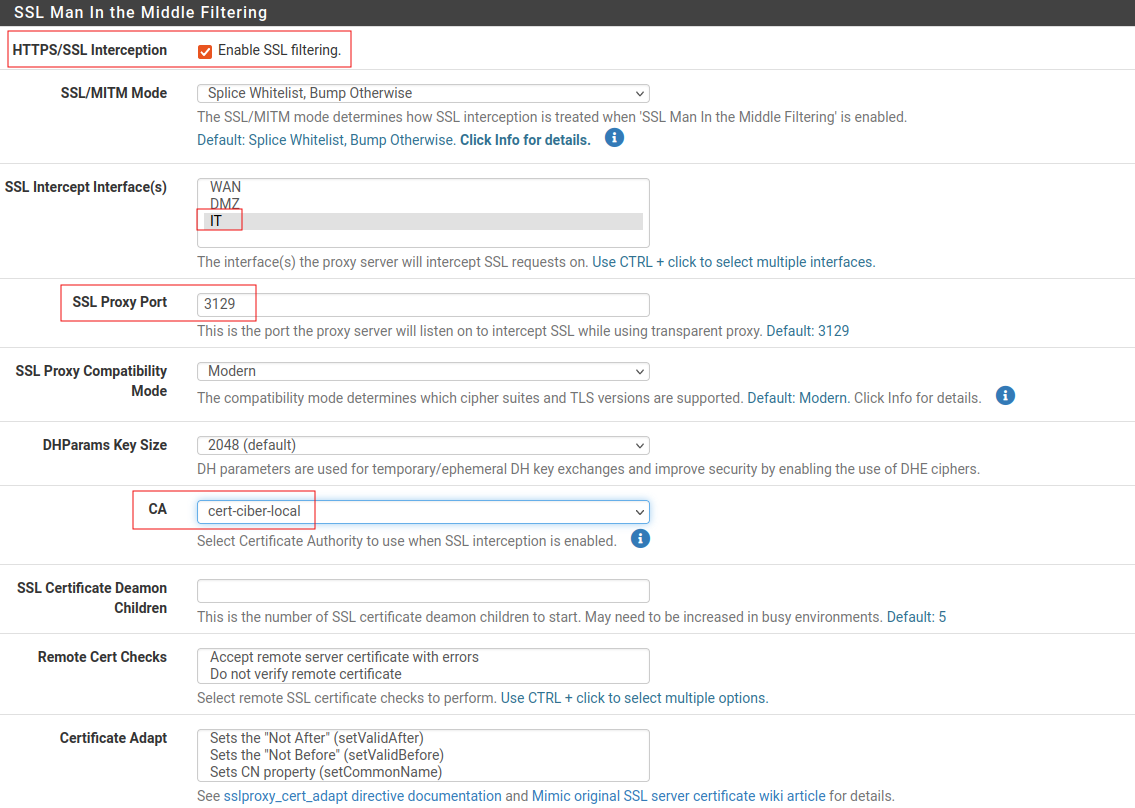 SSL Man In the Middle Filtering
HTTPS/SSL Interception
Enable SSL filtering.
SSL/MITM Mode
Splice Whitelist, Bump Otherwise
The SSL/MITM mode determines how SSL interception is treated when 'SSL Man In the Middle Filtering' is enabled.
Default: Splice Whitelist, Bump Otherwise. Click Info for details.
SSL Intercept Interface(s)
WAN
DMZ
IT
The interface(s) the proxy server will intercept SSL requests on. Use CTRL + click to select multiple interfaces.
SSL Proxy Port
3129
This is the port the proxy server will listen on to intercept SSL while using transparent proxy. Default: 3129
SSL Proxy Compatibility
Mode
Modern
The compatibility mode determines which cipher suites and TLS versions are supported. Default: Modern. Click Info for details.
DHParams Key Size
2048 (default)
DH parameters are used for temporary/ephemeral DH key exchanges and improve security by enabling the use of DHE ciphers.
CA
cert-ciber-local
Select Certificate Authority to use when SSL interception is enabled.
SSL Certificate Deamon
Children
This is the number of SSL certificate deamon children to start. May need to be increased in busy environments. Default: 5
Remote Cert Checks
Accept remote server certificate with errors
Do not verify remote certificate
Select remote SSL certificate checks to perform. Use CTRL + click to select multiple options.
Certificate Adapt
Sets the "Not After" (setValidAfter)
Sets the "Not Before" (setValidBefore)
Sets CN property (setCommonName)
See sslproxy_cert_adapt directive documentation and Mimic original SSL server certificate wiki article for details.